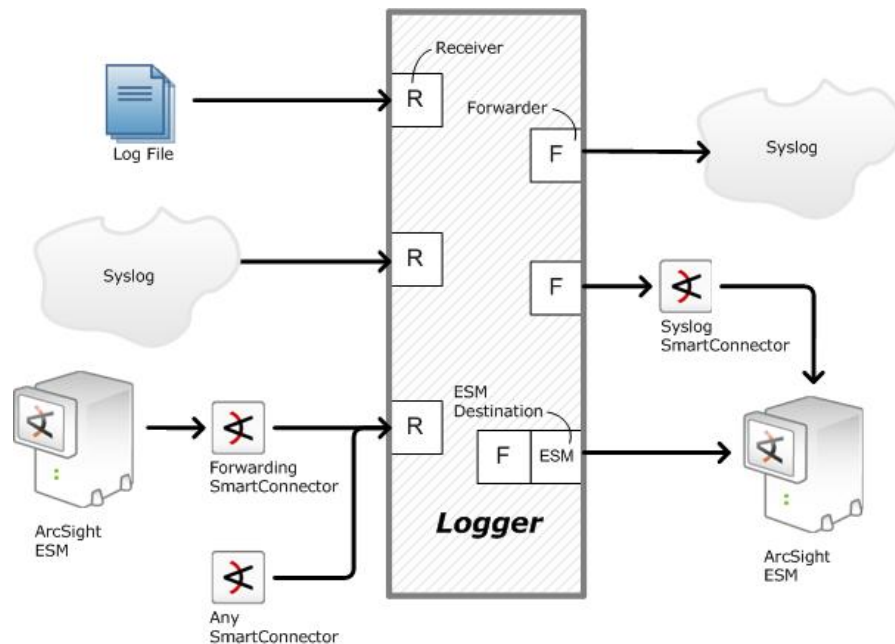 Receiver
R
Log File
Forwarder
F
Syslog
Syslog
R
F
Syslog
SmartConnector
ESM
Destination
R
F
ESM
Forwarding
SmartConnector
Logger
ArcSight
ESM
ArcSight
ESM
Any
SmartConnector